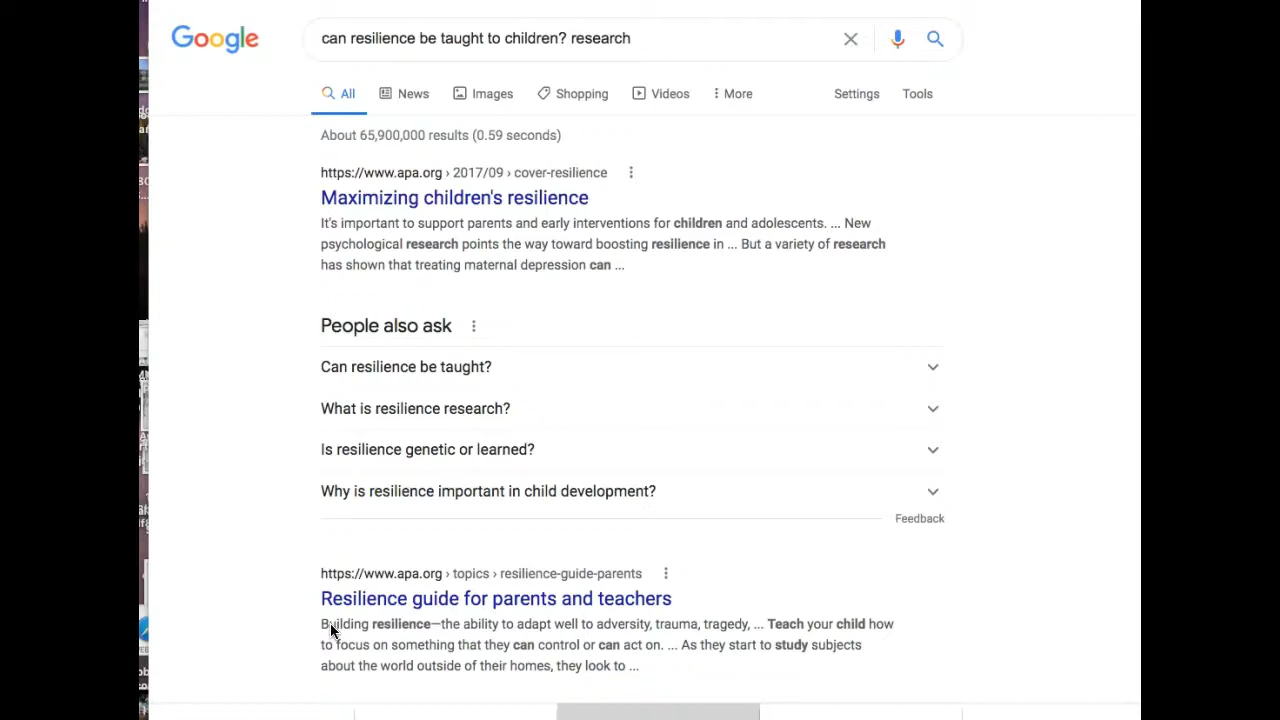 Google
can resilience be taught to children? research
All News Images Shopping Videos More Settings Tools
About 65,900,000 results (0.59 seconds)
https://www.apa.org › 2017/09 › cover-resilience
Maximizing children's resilience
It's important to support parents and early interventions for children and adolescents. ... New
psychological research points the way toward boosting resilience in ... But a variety of research
has shown that treating maternal depression can ...
People also ask
Can resilience be taught?
What is resilience research?
Is resilience genetic or learned?
Why is resilience important in child development?
Feedback
https://www.apa.org › topics › resilience-guide-parents
Resilience guide for parents and teachers
Building resilience—the ability to adapt well to adversity, trauma, tragedy, ... Teach your child how
to focus on something that they can control or can act on. ... As they start to study subjects
about the world outside of their homes, they look to ...